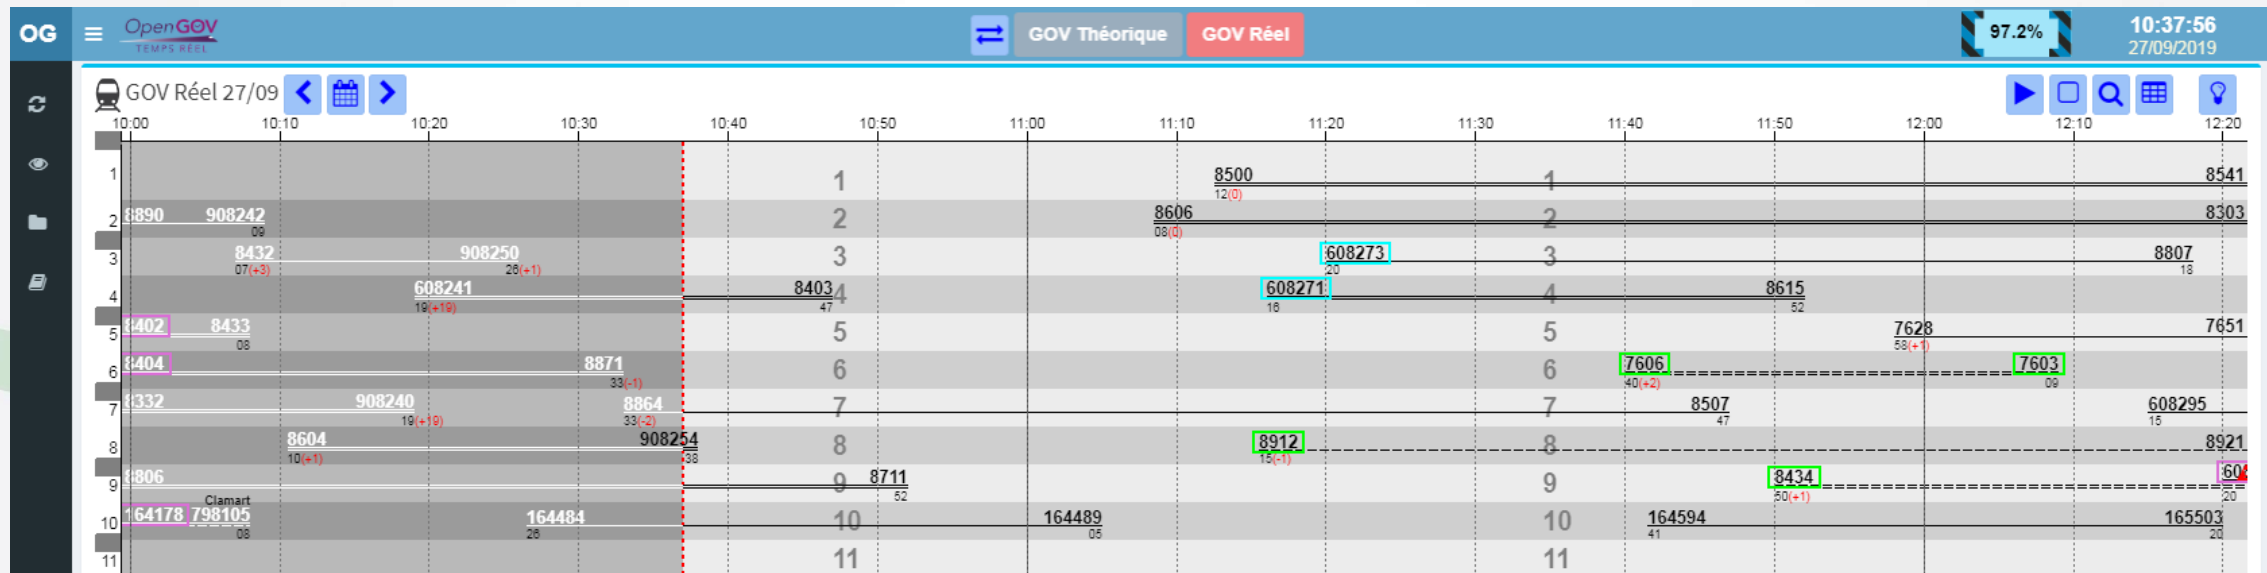 OG OpenGOV GOV Théorique GOV Réel 97.2% 10:37:56
TEMPS RÉEL 27/09/2019
GOV Réel 27/09
10:00 10:10 10:20 10:30 10:40 10:50 11:00 11:10 11:20 11:30 11:40 11:50 12:00 12:10 12:20
1 1 8500 1 8541
12(0)
2 8890 908242 2 8606 2 8303
09 08(0)
3 8432 908250 3 608273 3 8807
07(+3) 26(+1) 20 18
4 608241 8403 4 608271 4 8615
19(+19) 47 16 52
5 8402 8433 5 5 7628 7651
08 58(+1)
6 8404 8871 6 6 7606 7603
33(-1) 40(+2) 09
7 8332 908240 8864 7 7 8507 608295
19(+19) 33(-2) 47 15
8 8604 908254 8 8912 8 8921
10(+1) 38 15(-1)
9 8806 8711 9 9 8434
52 50(+1) 20
Clamart
10 164178 798105 164484 10 164489 10 164594 165503
08 26 05 41 20
11 11 11